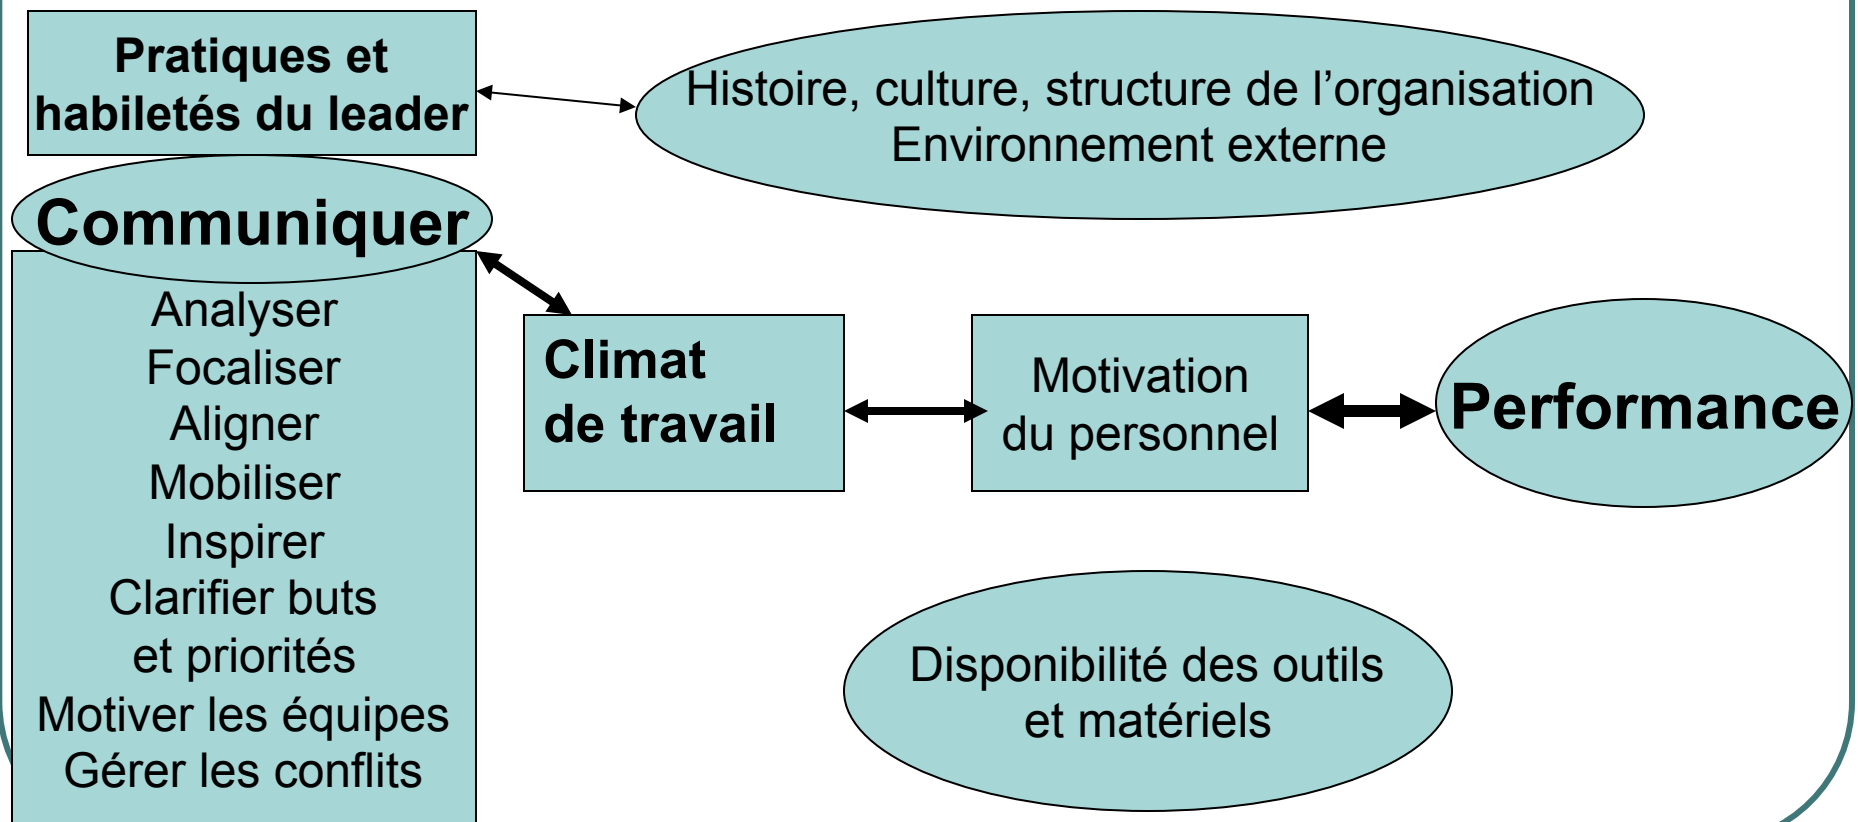 Pratiques et
habiletés du leader
Histoire, culture, structure de l’organisation
Environnement externe
Communiquer
Analyser
Focaliser
Aligner
Mobiliser
Inspirer
Clarifier buts
et priorités
Motiver les équipes
Gérer les conflits
Climat
de travail
Motivation
du personnel
Performance
Disponibilité des outils
et matériels